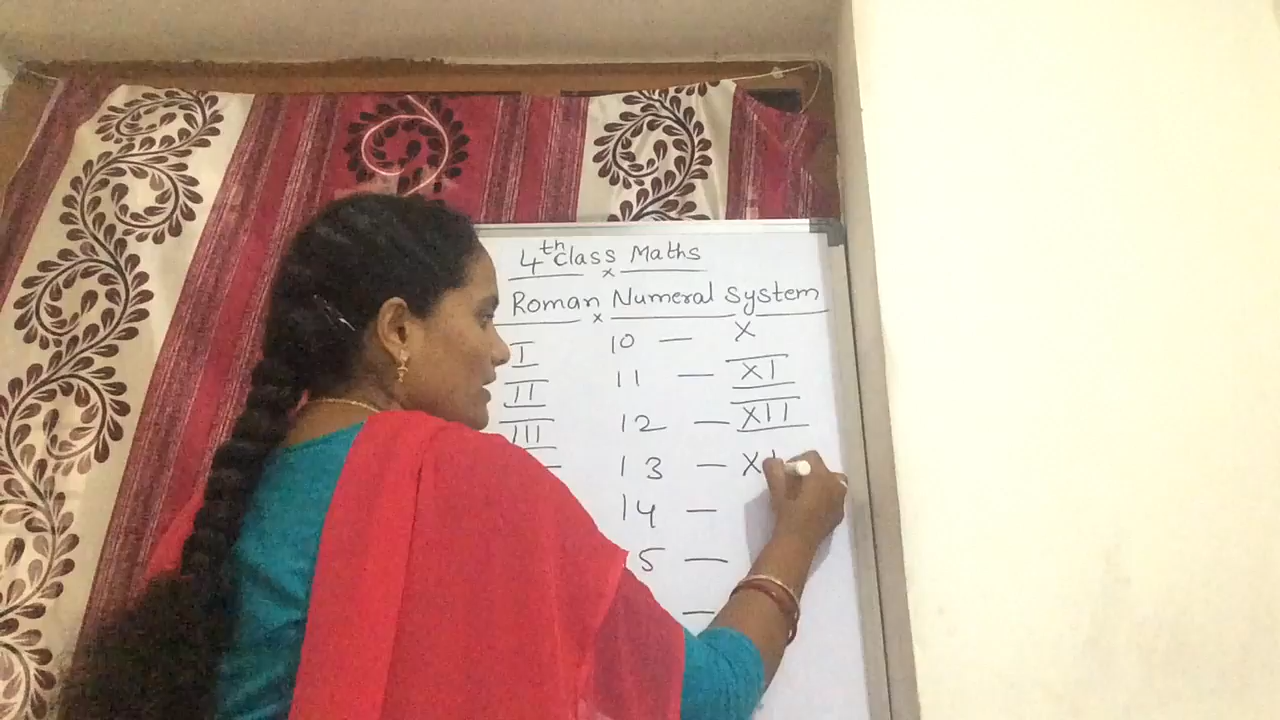 4th class Maths
Roman Numeral System
I 10 — X
II 11 — XI
III 12 — XII
13 — XI
14 —
5 —
—